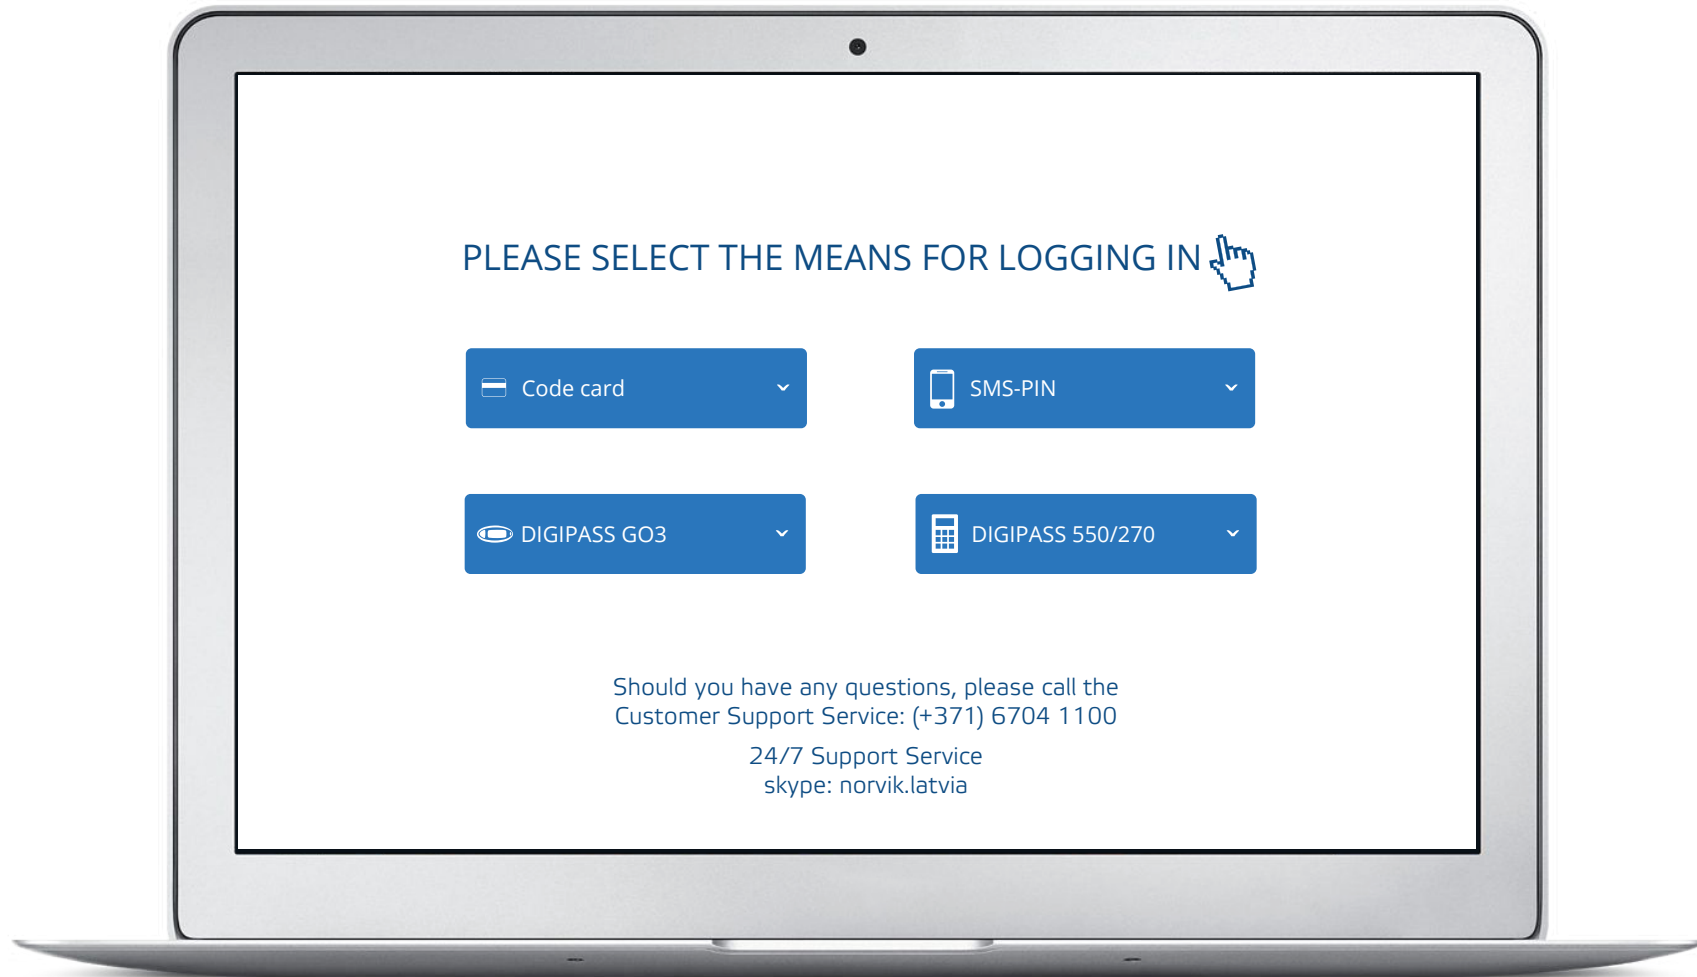 PLEASE SELECT THE MEANS FOR LOGGING IN
Code card
SMS-PIN
DIGIPASS GO3
DIGIPASS 550/270
Should you have any questions, please call the
Customer Support Service: (+371) 6704 1100
24/7 Support Service
skype: norvik.latvia